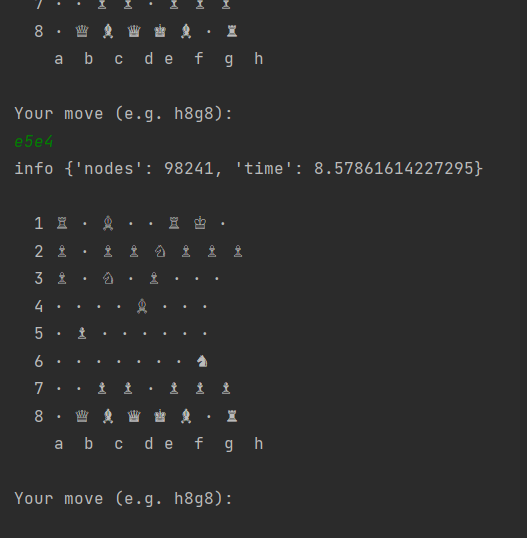 7 · · ♝ ♝ · ♝ ♝ ♝
8 · ♕ ♝ ♛ ♚ ♝ · ♜
a b c d e f g h
Your move (e.g. h8g8):
e5e4
info {'nodes': 98241, 'time': 8.57861614227295}
1 ♖ · ♗ · · ♖ ♔ ·
2 ♙ · ♙ ♙ ♘ ♙ ♙ ♙
3 ♙ · ♘ · ♙ · · ·
4 · · · · ♗ · · ·
5 · ♟ · · · · · ·
6 · · · · · · ♞ ·
7 · · ♟ ♟ · ♟ ♟ ♟
8 · ♕ ♝ ♛ ♚ ♝ · ♜
a b c d e f g h
Your move (e.g. h8g8):